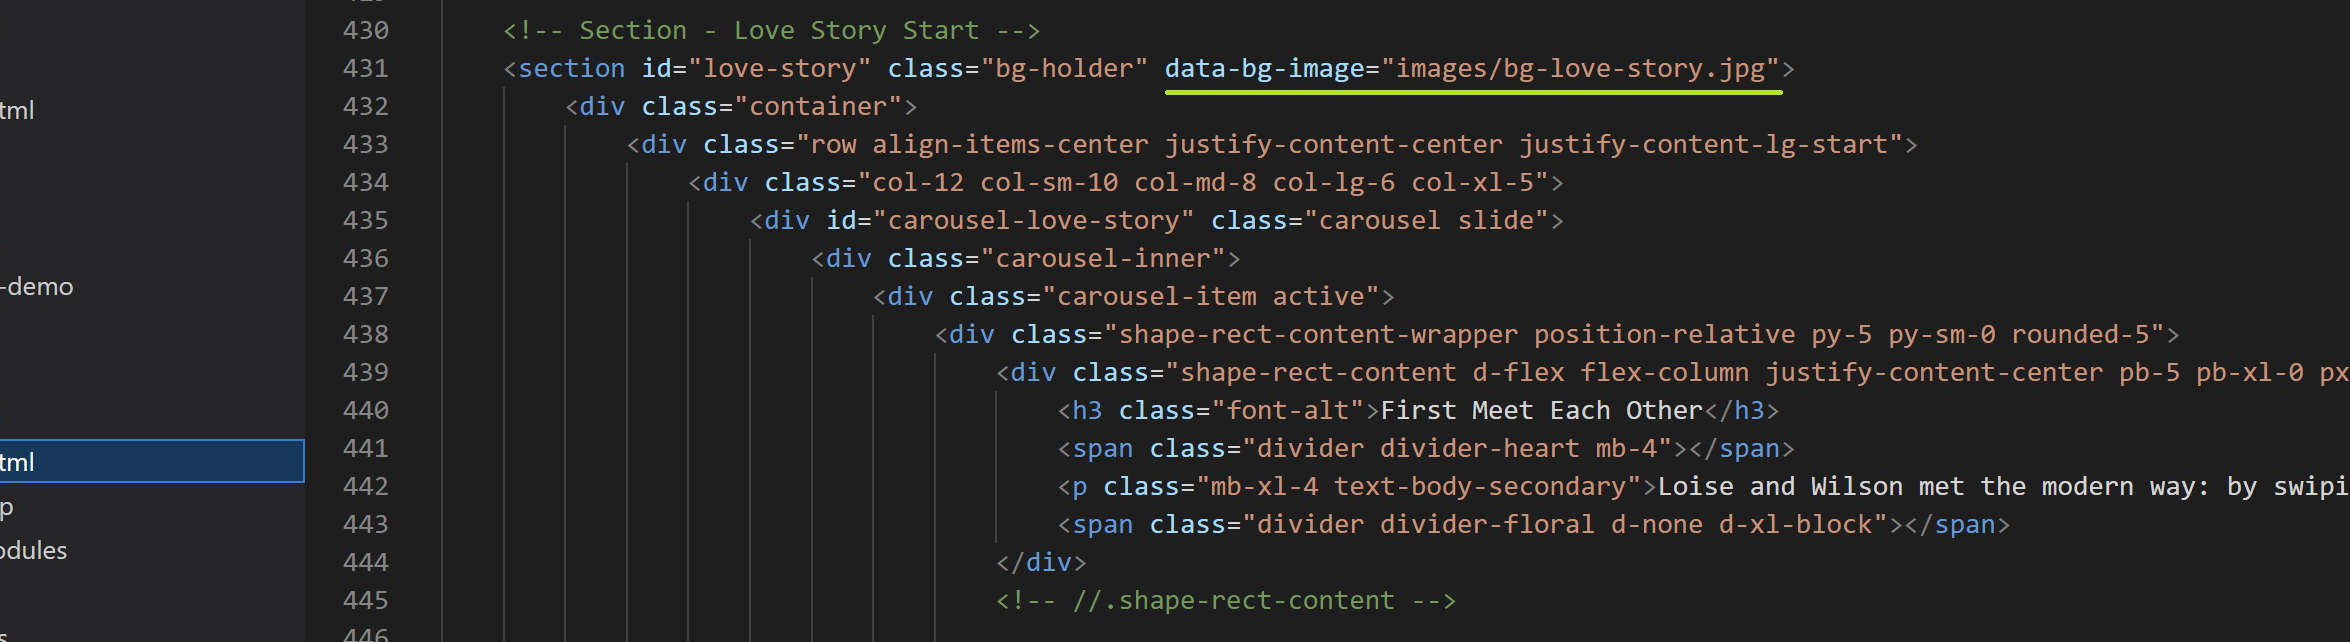 430 <!-- Section - Love Story Start -->
431 <section id="love-story" class="bg-holder" data-bg-image="images/bg-love-story.jpg">
tml
432 <div class="container">
433 <div class="row align-items-center justify-content-center justify-content-lg-start">
434 <div class="col-12 col-sm-10 col-md-8 col-lg-6 col-xl-5">
435 <div id="carousel-love-story" class="carousel slide">
436 <div class="carousel-inner">
-demo
437 <div class="carousel-item active">
438 <div class="shape-rect-content-wrapper position-relative py-5 py-sm-0 rounded-5">
439 <div class="shape-rect-content d-flex flex-column justify-content-center pb-5 pb-xl-0 px
440 <h3 class="font-alt">First Meet Each Other</h3>
441 <span class="divider divider-heart mb-4"></span>
tml
442 <p class="mb-xl-4 text-body-secondary">Loise and Wilson met the modern way: by swipi
p
443 <span class="divider divider-floral d-none d-xl-block"></span>
odules
444 </div>
445 <!-- //.shape-rect-content -->
446